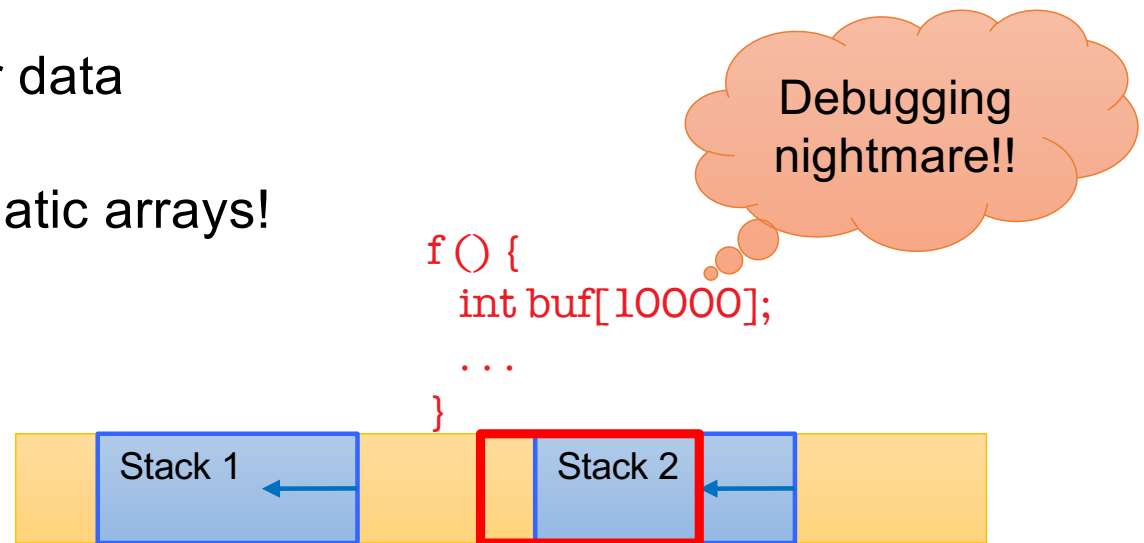 r data
Debugging
nightmare!!
atic arrays!
f () {
int buf[10000];
...
}
Stack 1
Stack 2